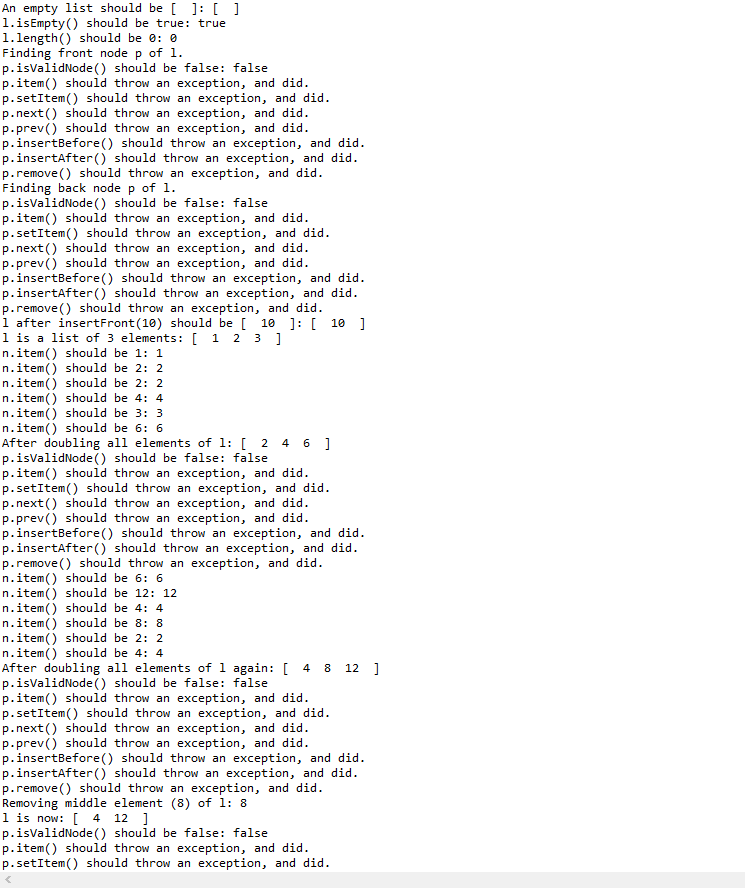 An empty list should be [  ]: [  ]
l.isEmpty() should be true: true
l.length() should be 0: 0
Finding front node p of l.
p.isValidNode() should be false: false
p.item() should throw an exception, and did.
p.setItem() should throw an exception, and did.
p.next() should throw an exception, and did.
p.prev() should throw an exception, and did.
p.insertBefore() should throw an exception, and did.
p.insertAfter() should throw an exception, and did.
p.remove() should throw an exception, and did.
Finding back node p of l.
p.isValidNode() should be false: false
p.item() should throw an exception, and did.
p.setItem() should throw an exception, and did.
p.next() should throw an exception, and did.
p.prev() should throw an exception, and did.
p.insertBefore() should throw an exception, and did.
p.insertAfter() should throw an exception, and did.
p.remove() should throw an exception, and did.
l after insertFront(10) should be [  10  ]: [  10  ]
l is a list of 3 elements: [  1  2  3  ]
n.item() should be 1: 1
n.item() should be 2: 2
n.item() should be 2: 2
n.item() should be 4: 4
n.item() should be 3: 3
n.item() should be 6: 6
After doubling all elements of l: [  2  4  6  ]
p.isValidNode() should be false: false
p.item() should throw an exception, and did.
p.setItem() should throw an exception, and did.
p.next() should throw an exception, and did.
p.prev() should throw an exception, and did.
p.insertBefore() should throw an exception, and did.
p.insertAfter() should throw an exception, and did.
p.remove() should throw an exception, and did.
n.item() should be 6: 6
n.item() should be 12: 12
n.item() should be 4: 4
n.item() should be 8: 8
n.item() should be 2: 2
n.item() should be 4: 4
After doubling all elements of l again: [  4  8  12  ]
p.isValidNode() should be false: false
p.item() should throw an exception, and did.
p.setItem() should throw an exception, and did.
p.next() should throw an exception, and did.
p.prev() should throw an exception, and did.
p.insertBefore() should throw an exception, and did.
p.insertAfter() should throw an exception, and did.
p.remove() should throw an exception, and did.
Removing middle element (8) of l: 8
l is now: [  4  12  ]
p.isValidNode() should be false: false
p.item() should throw an exception, and did.
p.setItem() should throw an exception, and did.